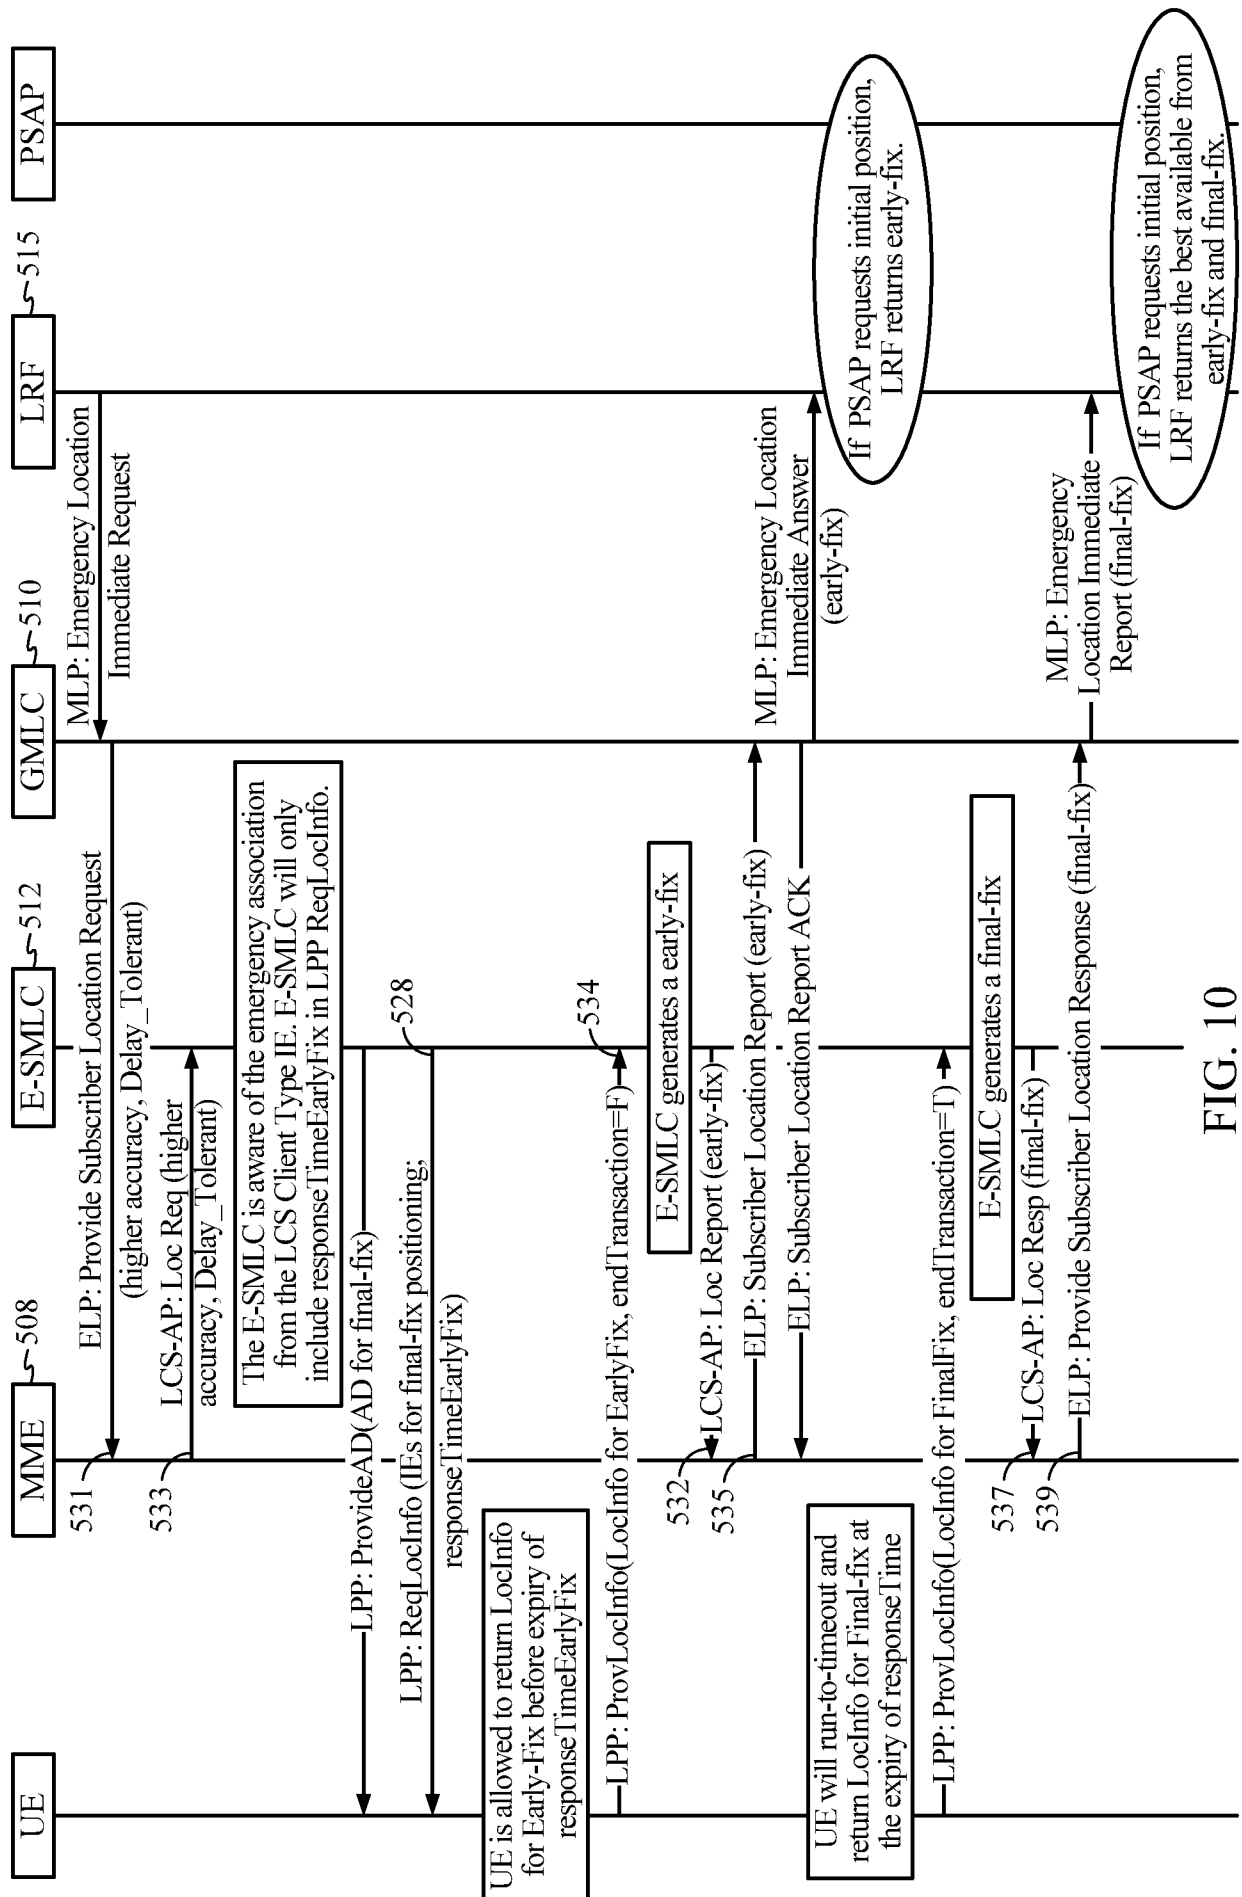 UE
MME
508
E-SMLC
512
GMLC
510
LRF
515
PSAP
MLP: Emergency Location
Immediate Request
531
ELP: Provide Subscriber Location Request
(higher accuracy, Delay_Tolerant)
533
LCS-AP: Loc Req (higher
accuracy, Delay_Tolerant)
The E-SMLC is aware of the emergency association
from the LCS Client Type IE. E-SMLC will only
include responseTimeEarlyFix in LPP ReqLocInfo.
LPP: ProvideAD(AD for final-fix)
528
LPP: ReqLocInfo (IEs for final-fix positioning;
responseTimeEarlyFix)
UE is allowed to return LocInfo
for Early-Fix before expiry of
responseTimeEarlyFix
534
LPP: ProvLocInfo(LocInfo for EarlyFix, endTransaction=F)
E-SMLC generates a early-fix
532
LCS-AP: Loc Report (early-fix)
535
ELP: Subscriber Location Report (early-fix)
ELP: Subscriber Location Report ACK
MLP: Emergency Location
Immediate Answer
(early-fix)
If PSAP requests initial position,
LRF returns early-fix.
UE will run-to-timeout and
return LocInfo for Final-fix at
the expiry of responseTime
LPP: ProvLocInfo(LocInfo for FinalFix, endTransaction=T)
E-SMLC generates a final-fix
537
LCS-AP: Loc Resp (final-fix)
539
ELP: Provide Subscriber Location Response (final-fix)
MLP: Emergency
Location Immediate
Report (final-fix)
If PSAP requests initial position,
LRF returns the best available from
early-fix and final-fix.
FIG. 10